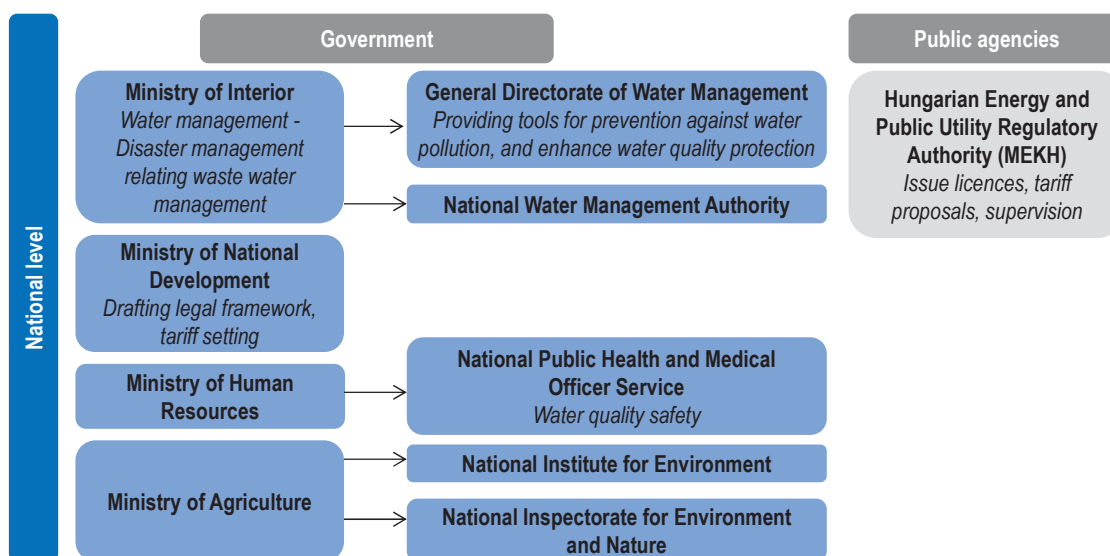 Government
Public agencies
National level
Ministry of Interior
Water management -
Disaster management
relating waste water
management
General Directorate of Water Management
Providing tools for prevention against water
pollution, and enhance water quality protection
National Water Management Authority
Hungarian Energy and
Public Utility Regulatory
Authority (MEKH)
Issue licences, tariff
proposals, supervision
Ministry of National
Development
Drafting legal framework,
tariff setting
Ministry of Human
Resources
National Public Health and Medical
Officer Service
Water quality safety
Ministry of Agriculture
National Institute for Environment
National Inspectorate for Environment
and Nature